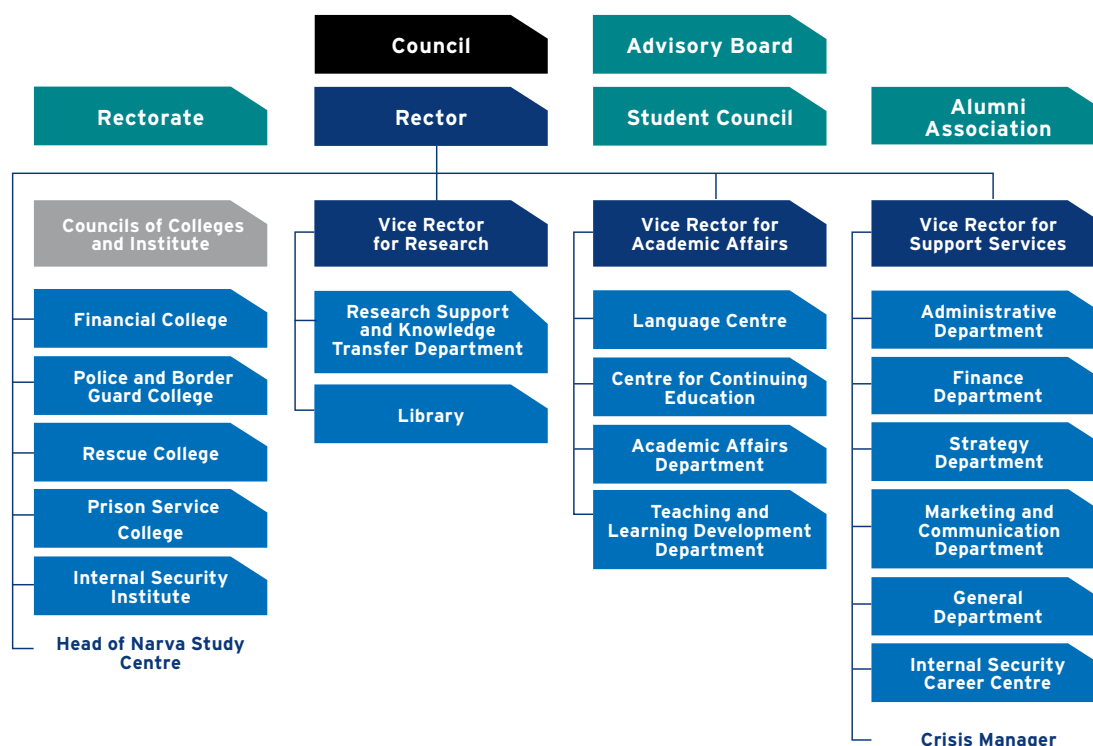 Council
Advisory Board
Rectorate
Rector
Student Council
Alumni
Association
Councils of Colleges
and Institute
Financial College
Police and Border
Guard College
Rescue College
Prison Service
College
Internal Security
Institute
Head of Narva Study
Centre
Vice Rector
for Research
Research Support
and Knowledge
Transfer Department
Library
Vice Rector for
Academic Affairs
Language Centre
Centre for Continuing
Education
Academic Affairs
Department
Teaching and
Learning Development
Department
Vice Rector for
Support Services
Administrative
Department
Finance
Department
Strategy
Department
Marketing and
Communication
Department
General
Department
Internal Security
Career Centre
Crisis Manager